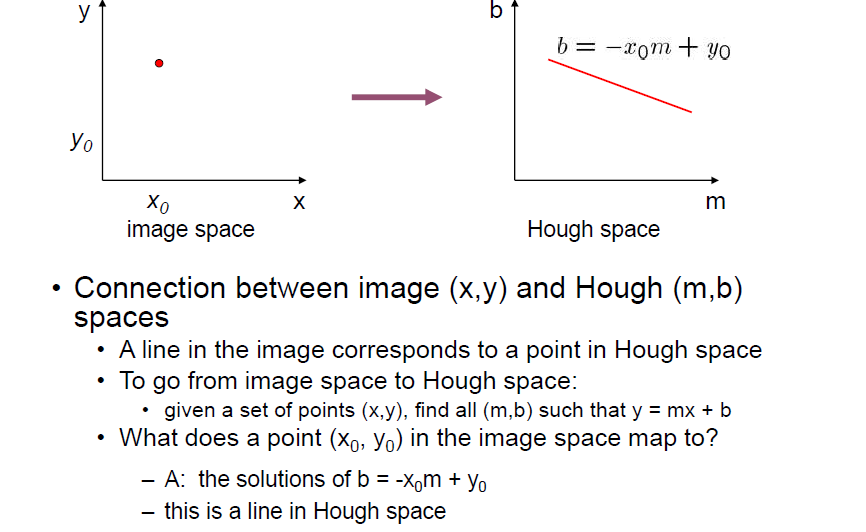 y
b
b = −x₀m + y₀
y₀
x₀
x
m
image space
Hough space
• Connection between image (x,y) and Hough (m,b)
spaces
• A line in the image corresponds to a point in Hough space
• To go from image space to Hough space:
• given a set of points (x,y), find all (m,b) such that y = mx + b
• What does a point (x₀, y₀) in the image space map to?
– A: the solutions of b = -x₀m + y₀
– this is a line in Hough space